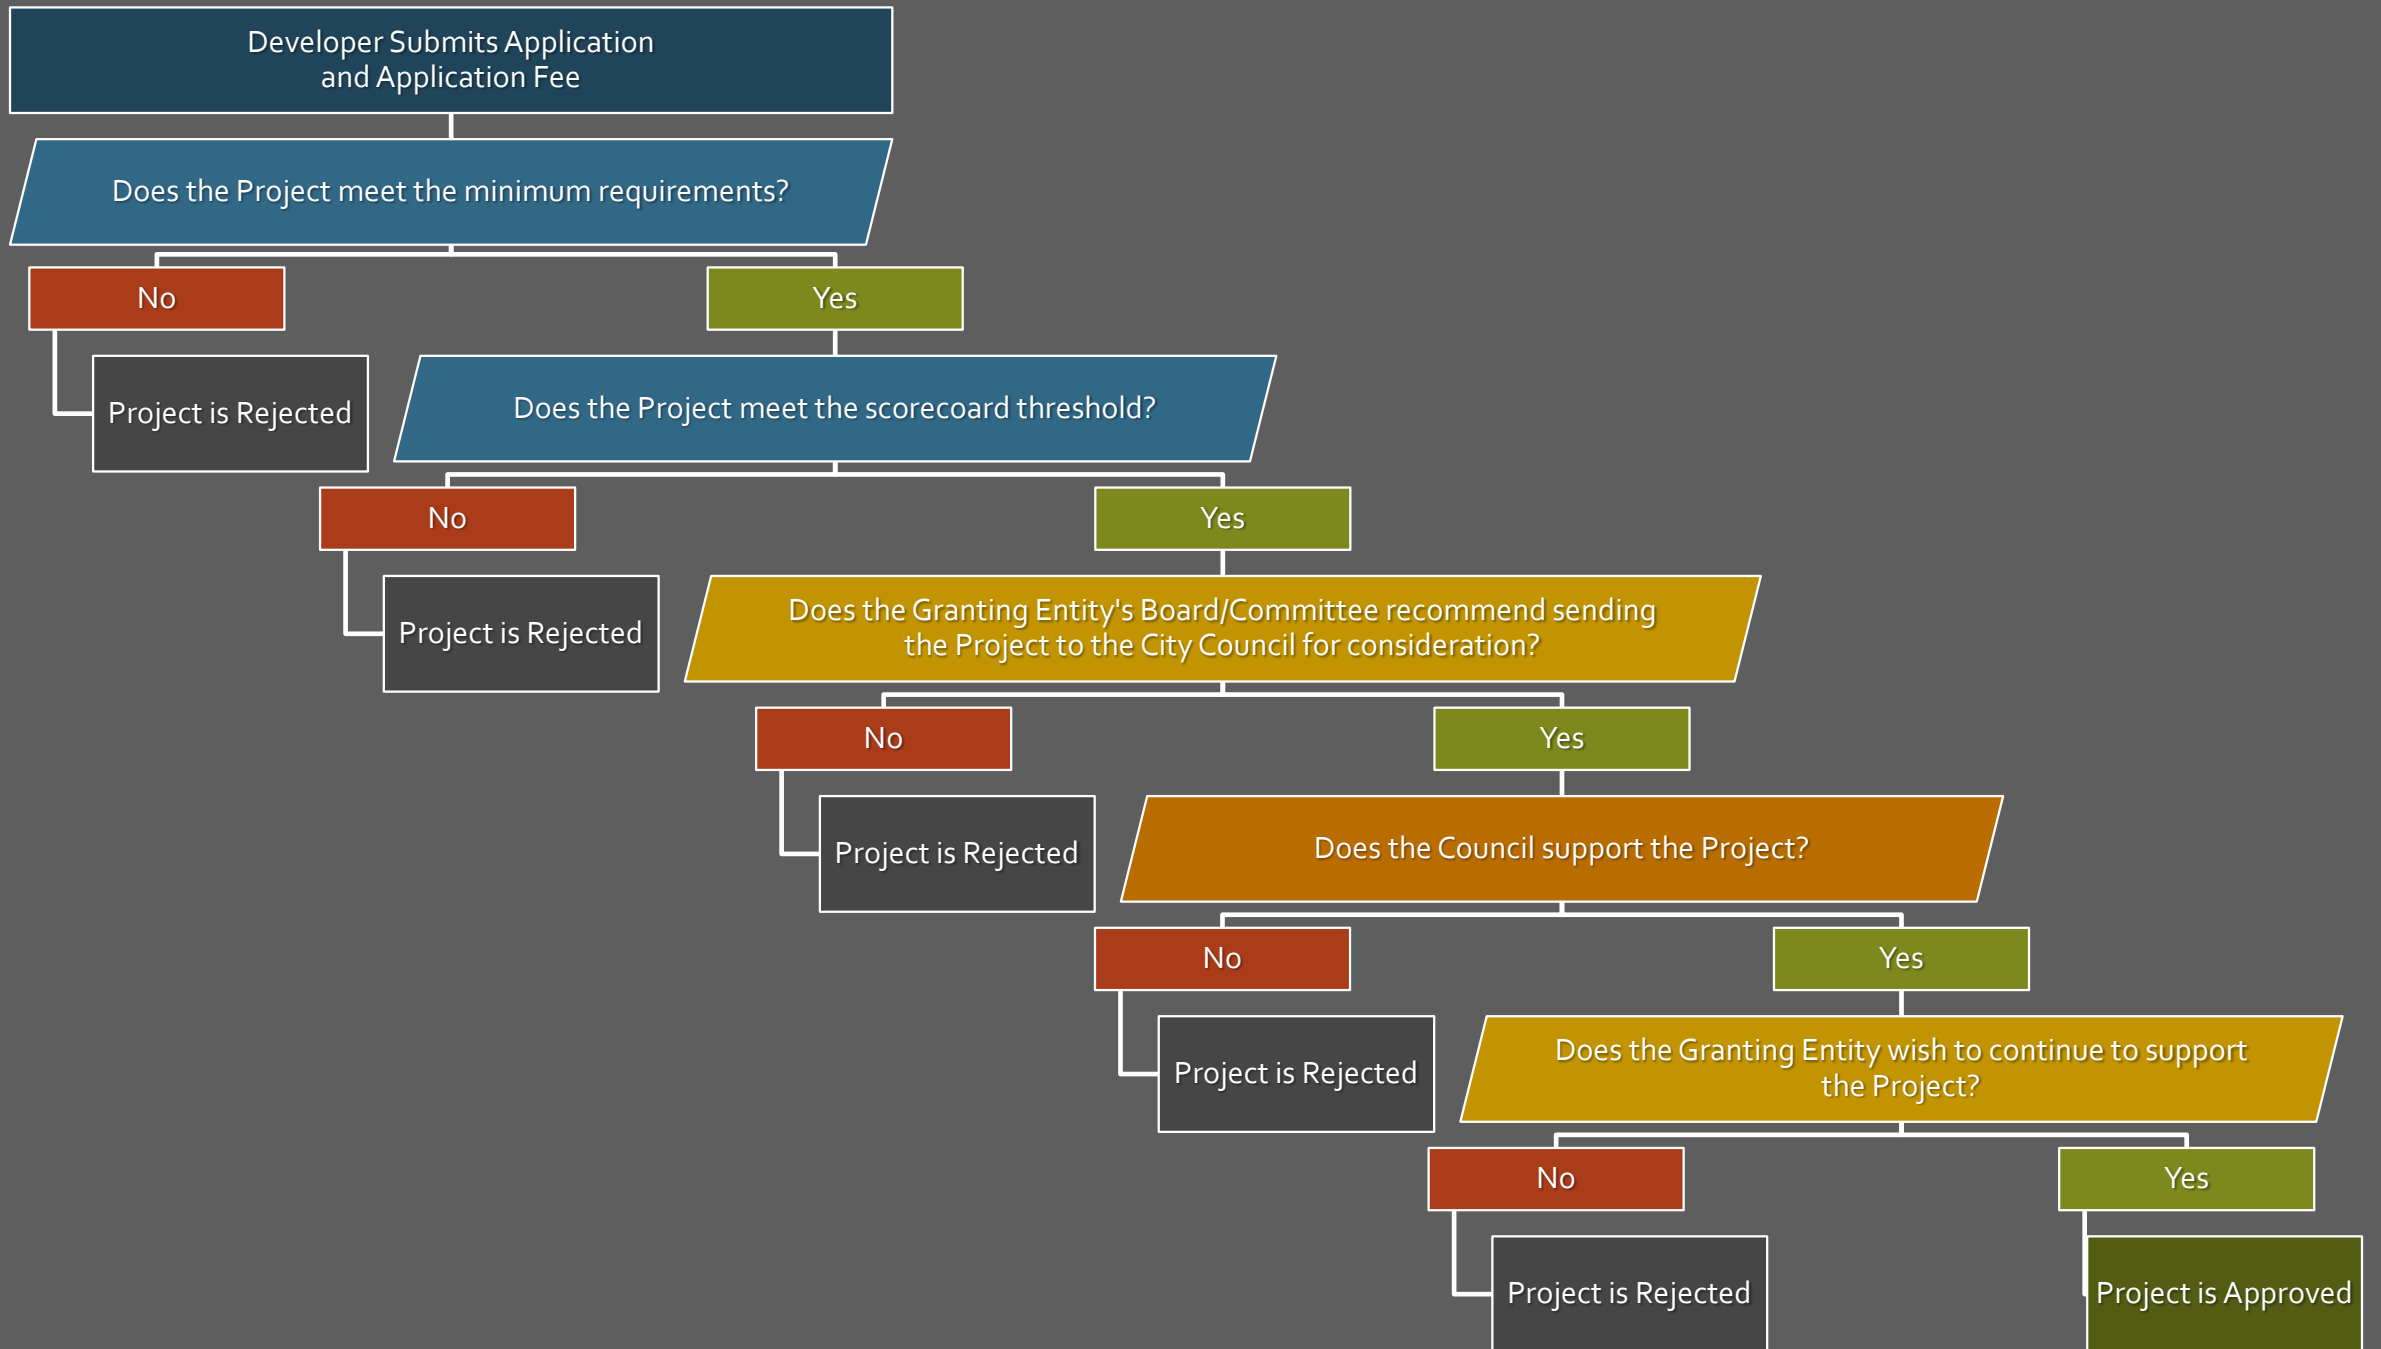 Developer Submits Application
and Application Fee
Does the Project meet the minimum requirements?
No
Yes
Project is Rejected
Does the Project meet the scorecoard threshold?
No
Yes
Project is Rejected
Does the Granting Entity's Board/Committee recommend sending
the Project to the City Council for consideration?
No
Yes
Project is Rejected
Does the Council support the Project?
No
Yes
Project is Rejected
Does the Granting Entity wish to continue to support
the Project?
No
Yes
Project is Rejected
Project is Approved